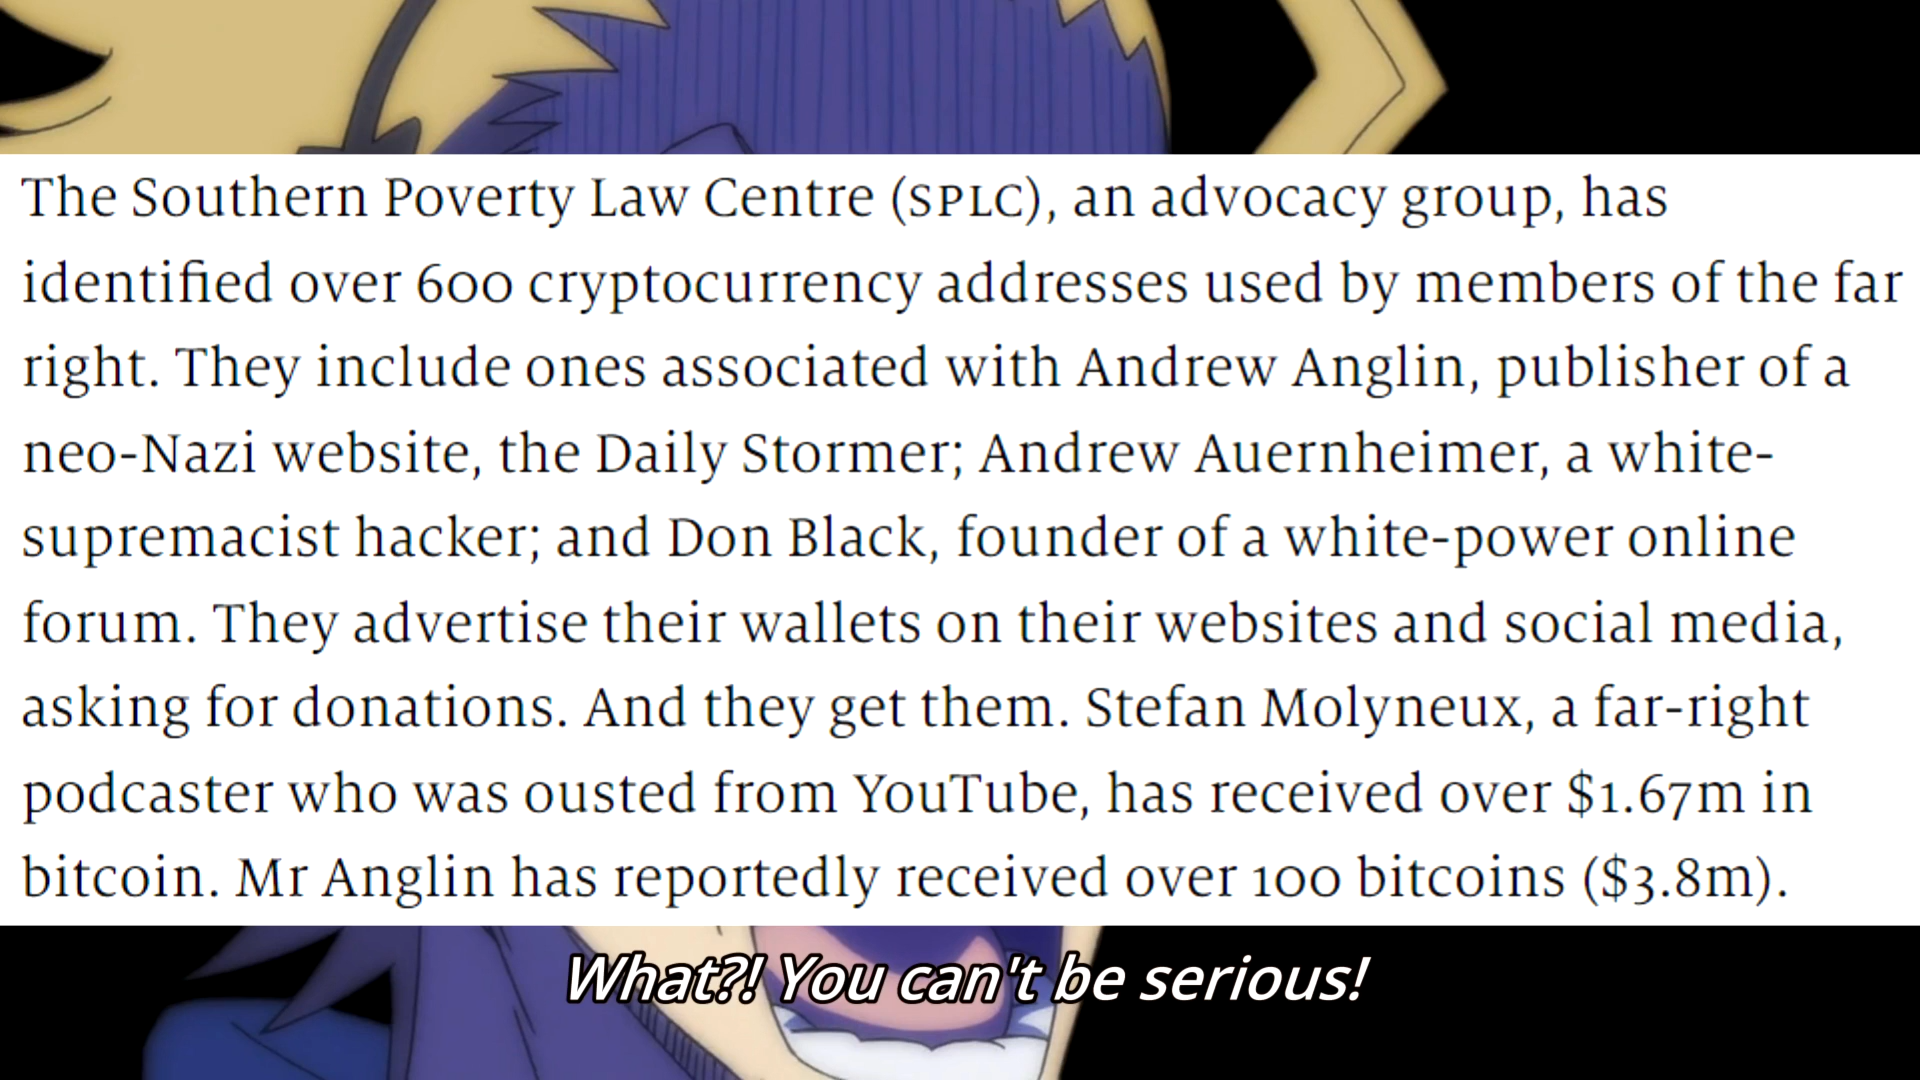 The Southern Poverty Law Centre (SPLC), an advocacy group, has
identified over 600 cryptocurrency addresses used by members of the far
right. They include ones associated with Andrew Anglin, publisher of a
neo-Nazi website, the Daily Stormer; Andrew Auernheimer, a white-
supremacist hacker; and Don Black, founder of a white-power online
forum. They advertise their wallets on their websites and social media,
asking for donations. And they get them. Stefan Molyneux, a far-right
podcaster who was ousted from YouTube, has received over $1.67m in
bitcoin. Mr Anglin has reportedly received over 100 bitcoins ($3.8m).
What?! You can't be serious!